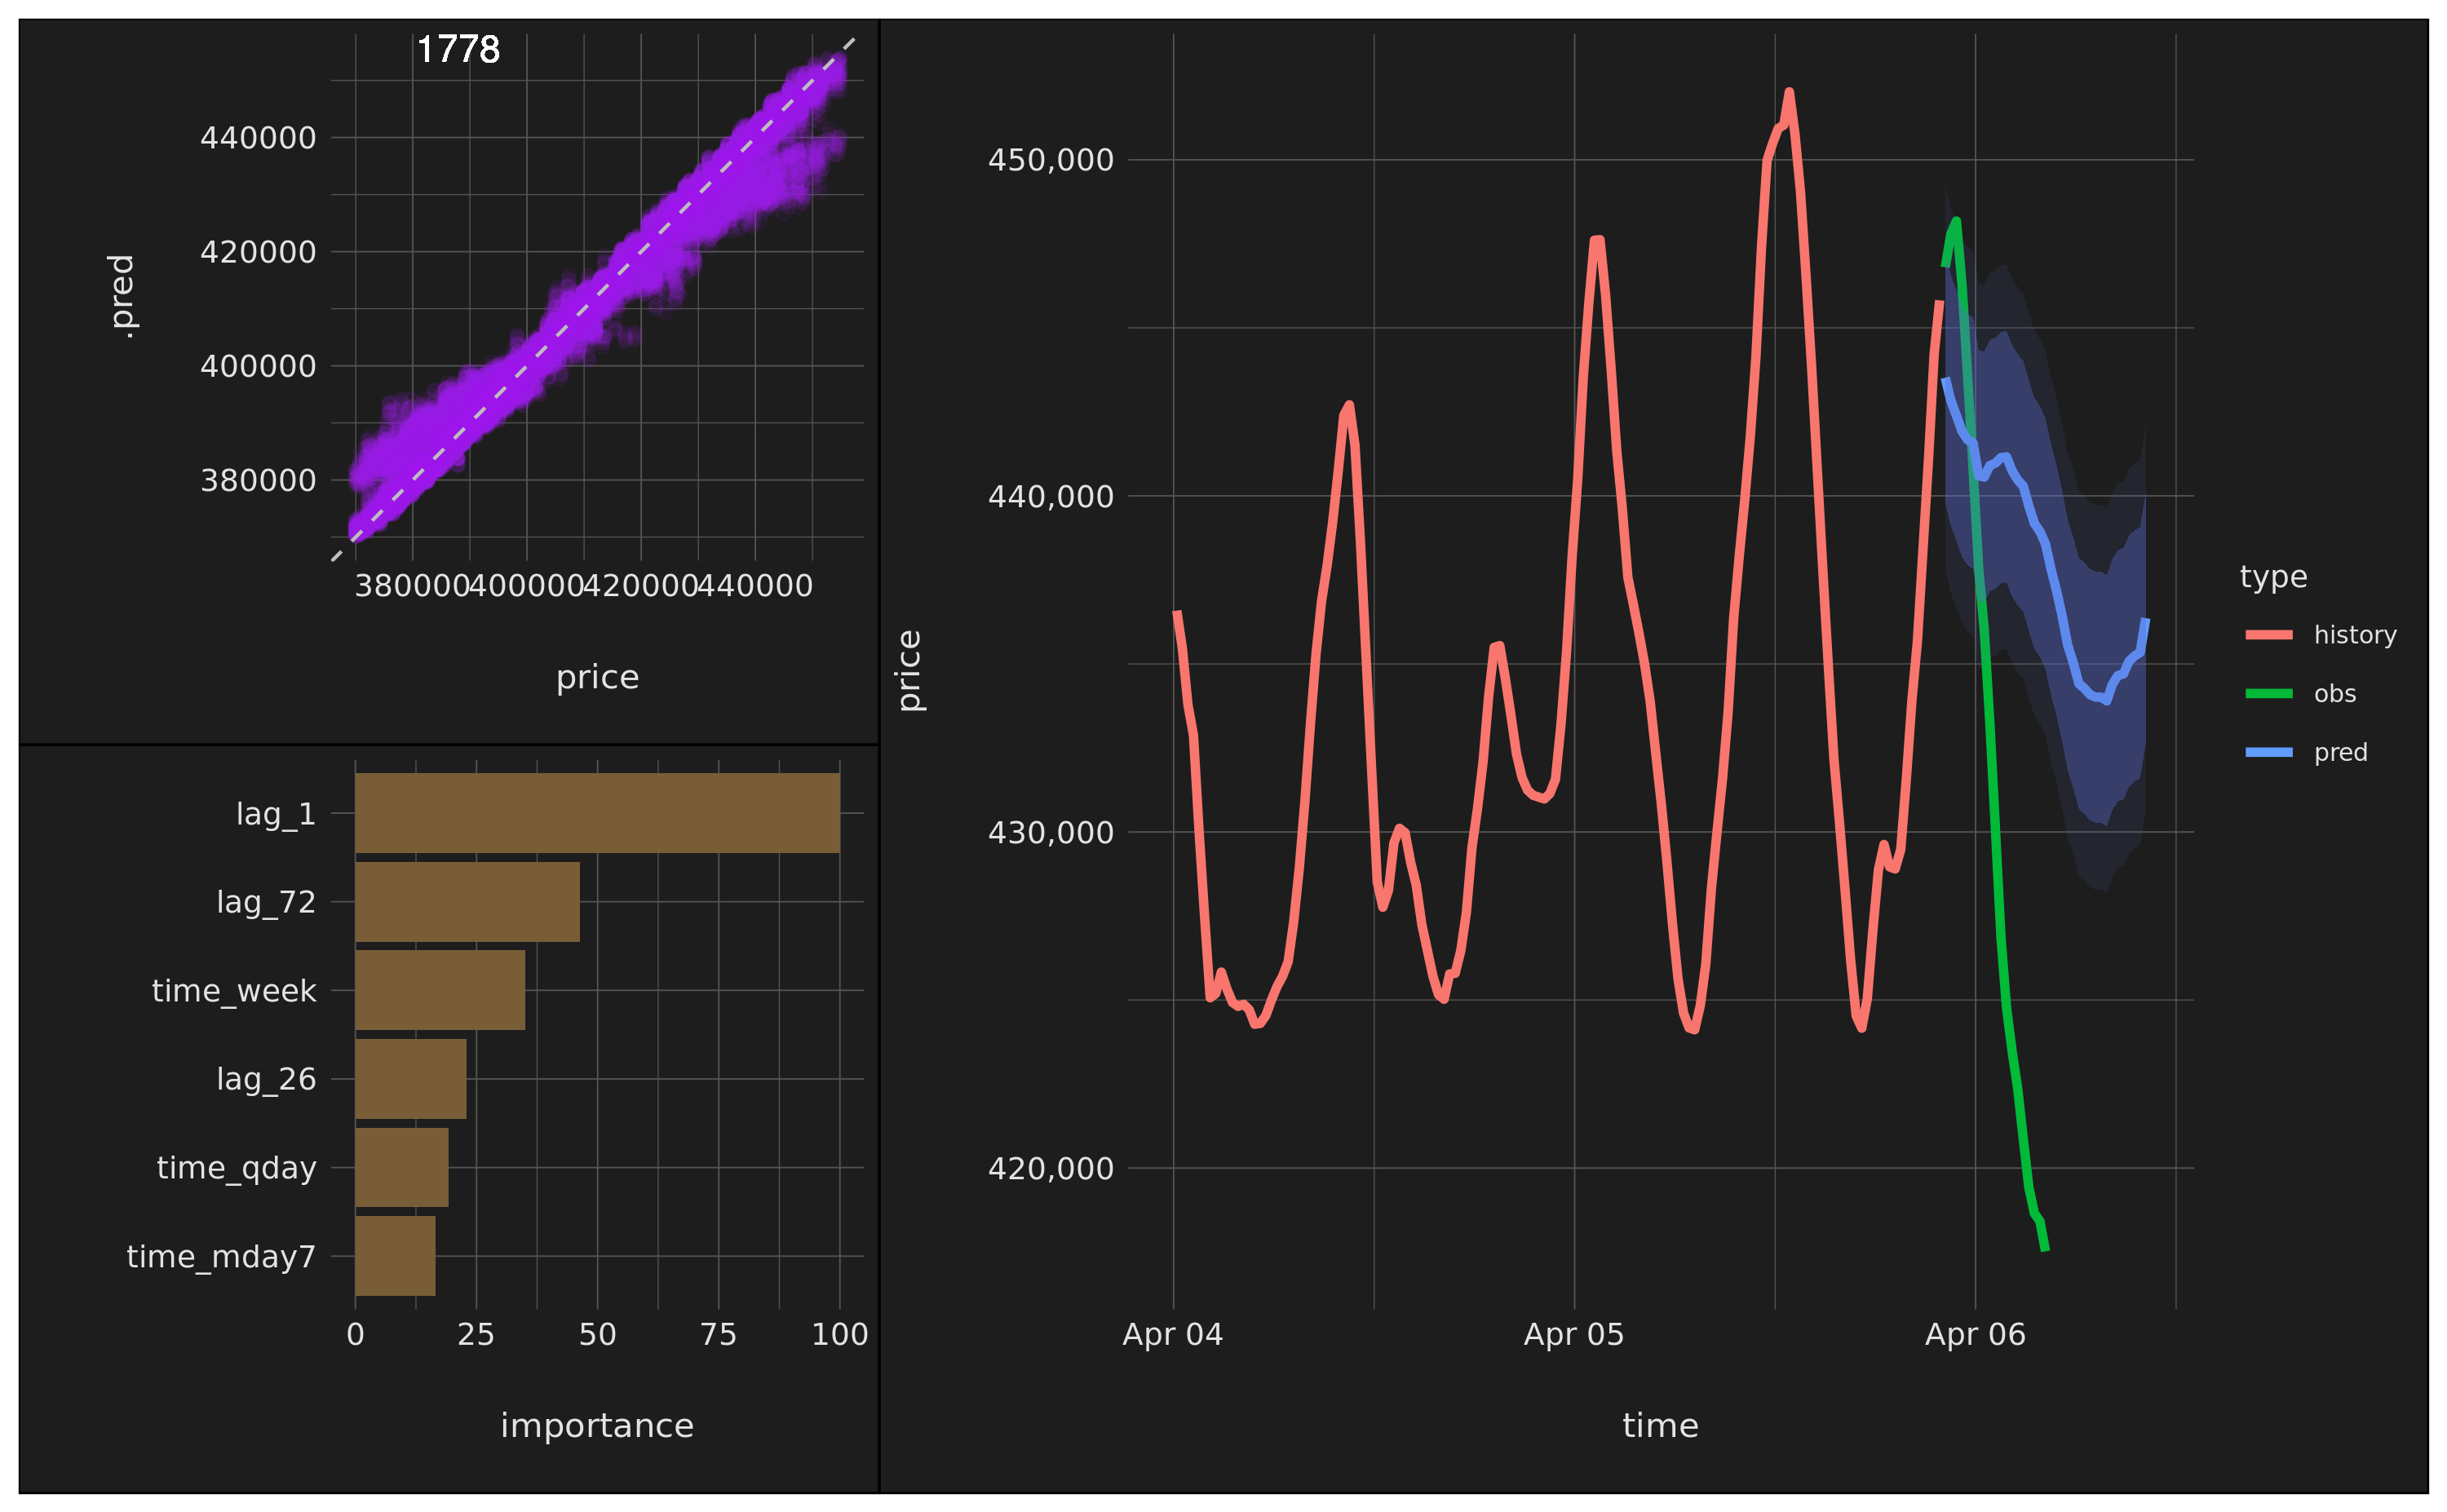 1778
.pred
440000
420000
400000
380000
380000 400000 420000 440000
price
lag_1
lag_72
time_week
lag_26
time_qday
time_mday7
0 25 50 75 100
importance
price
450,000
440,000
430,000
420,000
Apr 04 Apr 05 Apr 06
time
type
history
obs
pred